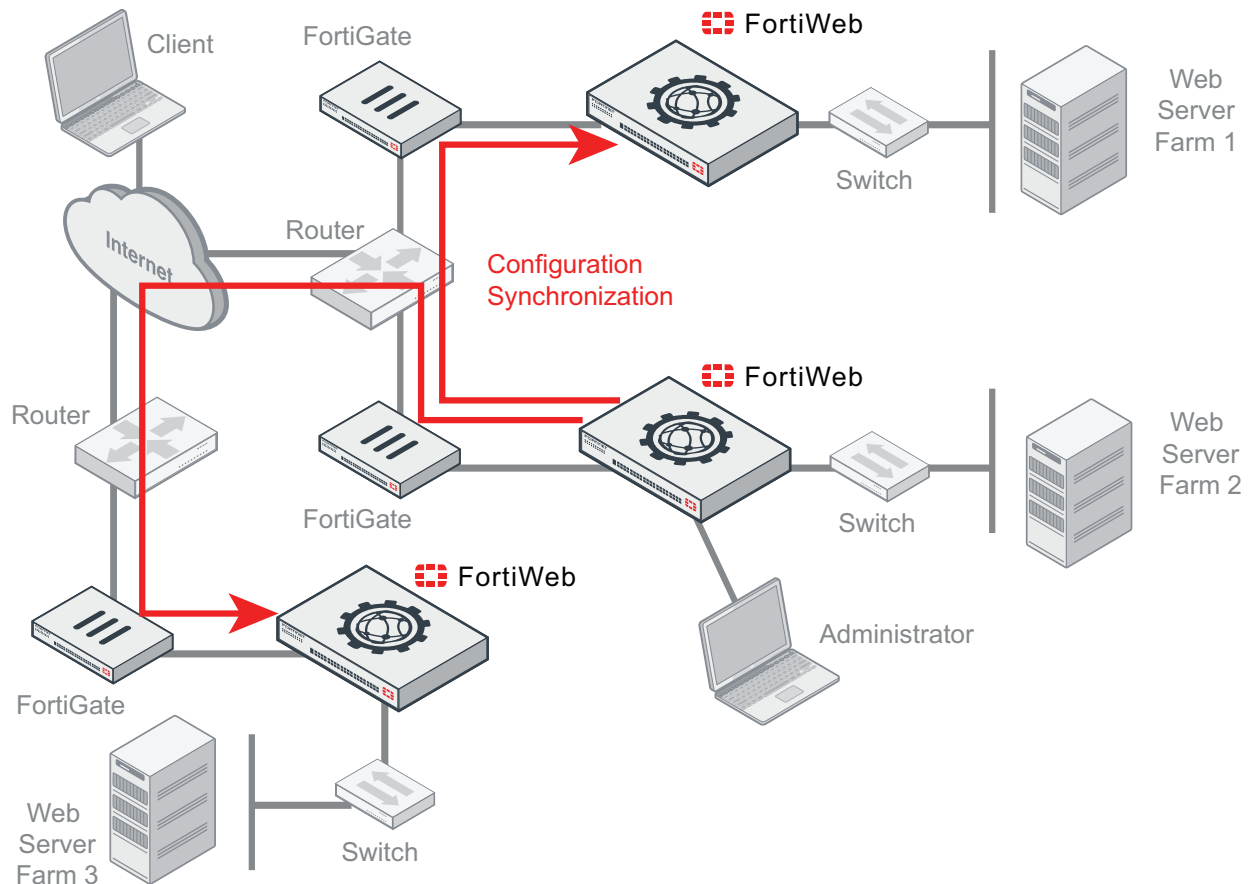 FortiWeb
FortiGate
Client
Web
Server
Farm 1
Switch
Internet
Router
Configuration
Synchronization
FortiWeb
Router
Web
Server
Farm 2
FortiGate
Switch
FortiWeb
Administrator
FortiGate
Web
Server
Farm 3
Switch